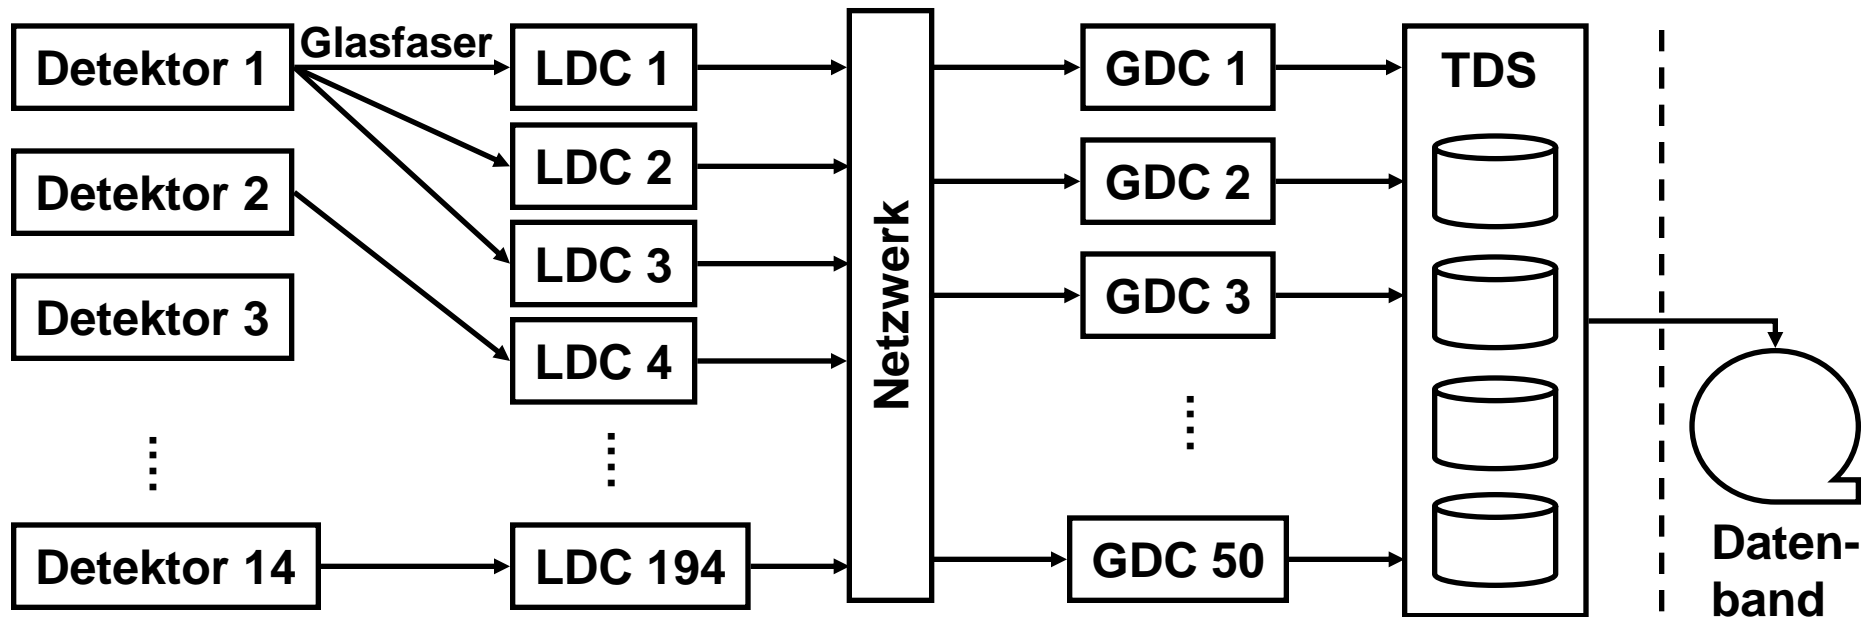 Detektor 1
Glasfaser
LDC 1
GDC 1
TDS
Detektor 2
LDC 2
GDC 2
Detektor 3
LDC 3
GDC 3
LDC 4
Netzwerk
Detektor 14
LDC 194
GDC 50
Daten-
band